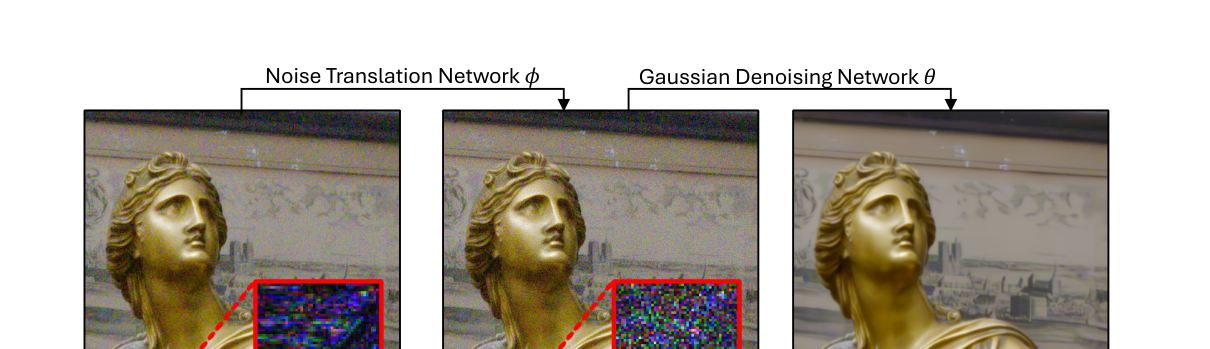 Noise Translation Network ϕ
Gaussian Denoising Network θ